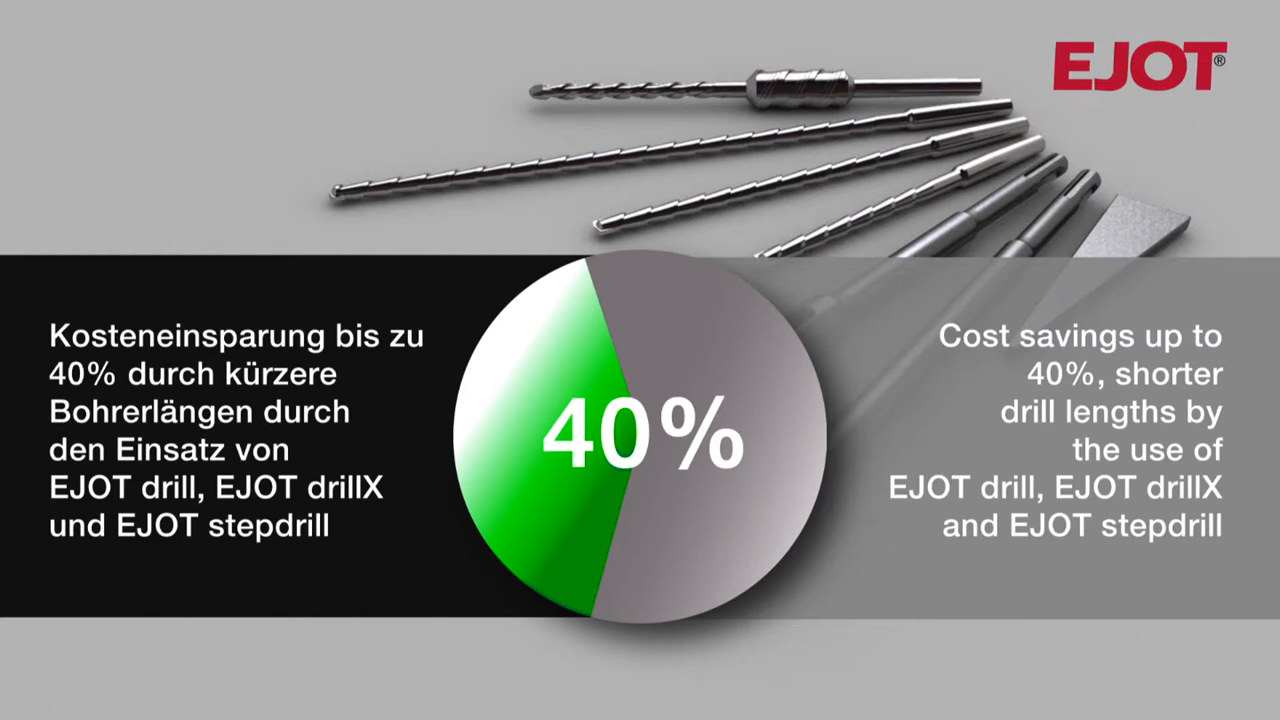 EJOT®
Kosteneinsparung bis zu
40% durch kürzere
Bohrerlängen durch
den Einsatz von
EJOT drill, EJOT drillX
und EJOT stepdrill
40%
Cost savings up to
40%, shorter
drill lengths by
the use of
EJOT drill, EJOT drillX
and EJOT stepdrill